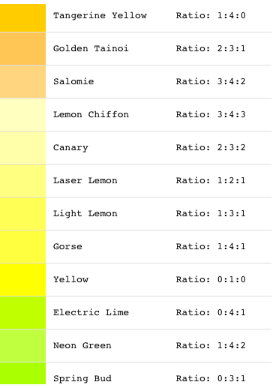 Tangerine Yellow Ratio: 1:4:0
Golden Tainoi Ratio: 2:3:1
Salomie Ratio: 3:4:2
Lemon Chiffon Ratio: 3:4:3
Canary Ratio: 2:3:2
Laser Lemon Ratio: 1:2:1
Light Lemon Ratio: 1:3:1
Gorse Ratio: 1:4:1
Yellow Ratio: 0:1:0
Electric Lime Ratio: 0:4:1
Neon Green Ratio: 1:4:2
Spring Bud Ratio: 0:3:1